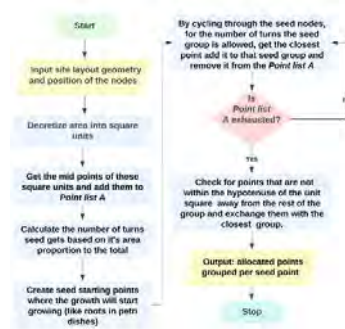 Start
Input site layout geometry
and position of the nodes
Decretize area into square
units
Get the mid points of these
square units and add them to
Point list A
Calculate the number of turns
seed gets based on it's area
proportion to the total
Create seed starting points
where the growth will start
growing (like roots in petri
dishes)
By cycling through the seed nodes,
for the number of turns the seed
group is allowed, get the closest
point add it to that seed group and
remove it from the Point list A
Is
Point list
A exhausted?
YES
Check for points that are not
within the hypotenuse of the unit
square away from the rest of the
group and exchange them with the
closest group.
Output: allocated points
grouped per seed point
Stop